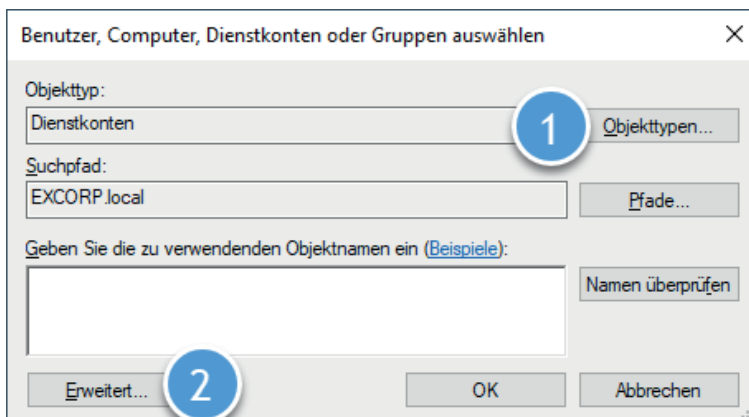 Benutzer, Computer, Dienstkonten oder Gruppen auswählen
Objekttyp:
Dienstkonten
1
Objekttypen...
Suchpfad:
EXCORP.local
Pfade...
Geben Sie die zu verwendenden Objektnamen ein (Beispiele):
Namen überprüfen
Erweitert...
2
OK
Abbrechen